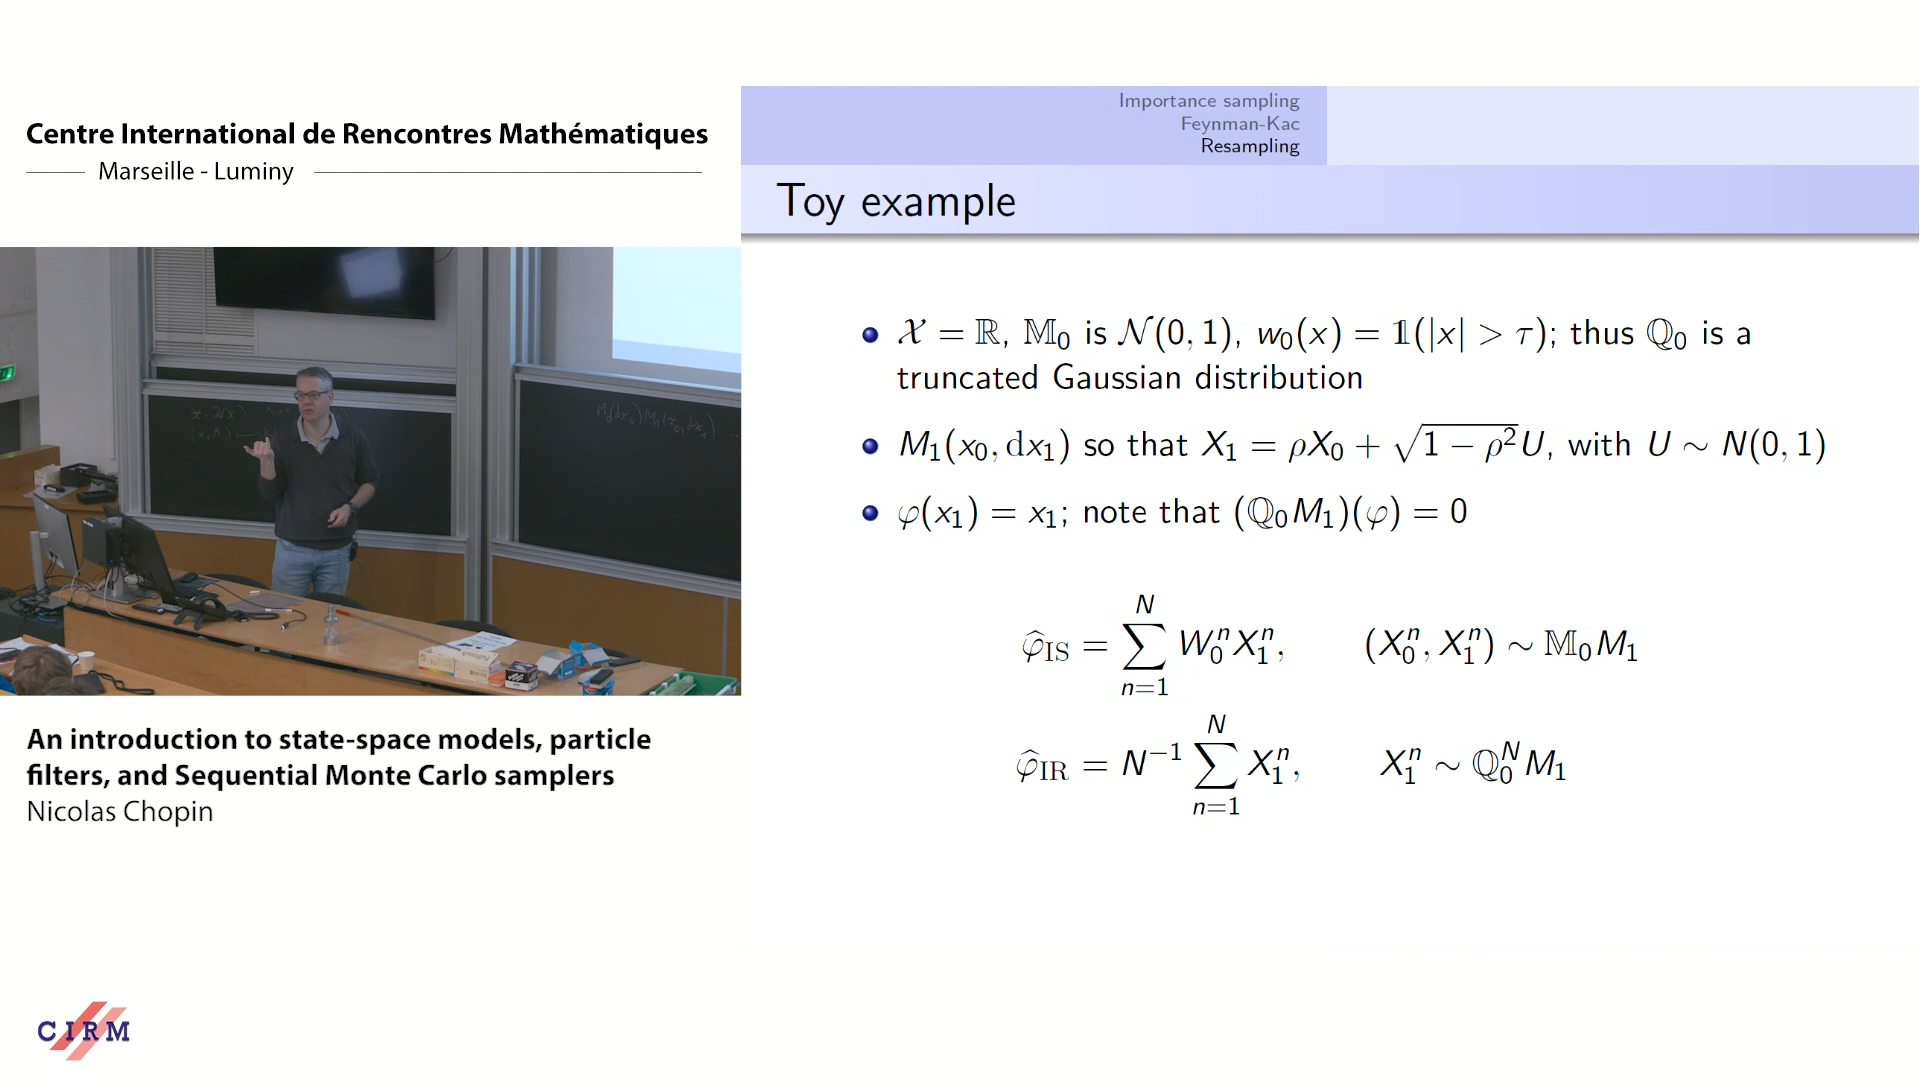 Centre International de Rencontres Mathématiques
Marseille - Luminy
Importance sampling
Feynman-Kac
Resampling
Toy example
𝒳 = ℝ, 𝕄₀ is 𝒩(0, 1), w₀(x) = 𝟙(|x| > τ); thus ℚ₀ is a
truncated Gaussian distribution
M₁(x₀, dx₁) so that X₁ = ρX₀ + √(1 − ρ²)U, with U ∼ N(0, 1)
φ(x₁) = x₁; note that (ℚ₀M₁)(φ) = 0
φ̂_IS = ∑_{n=1}^{N} W₀ⁿX₁ⁿ, (X₀ⁿ, X₁ⁿ) ∼ 𝕄₀M₁
φ̂_IR = N⁻¹ ∑_{n=1}^{N} X₁ⁿ, X₁ⁿ ∼ ℚ₀ᴺM₁
An introduction to state-space models, particle
filters, and Sequential Monte Carlo samplers
Nicolas Chopin
CIRM